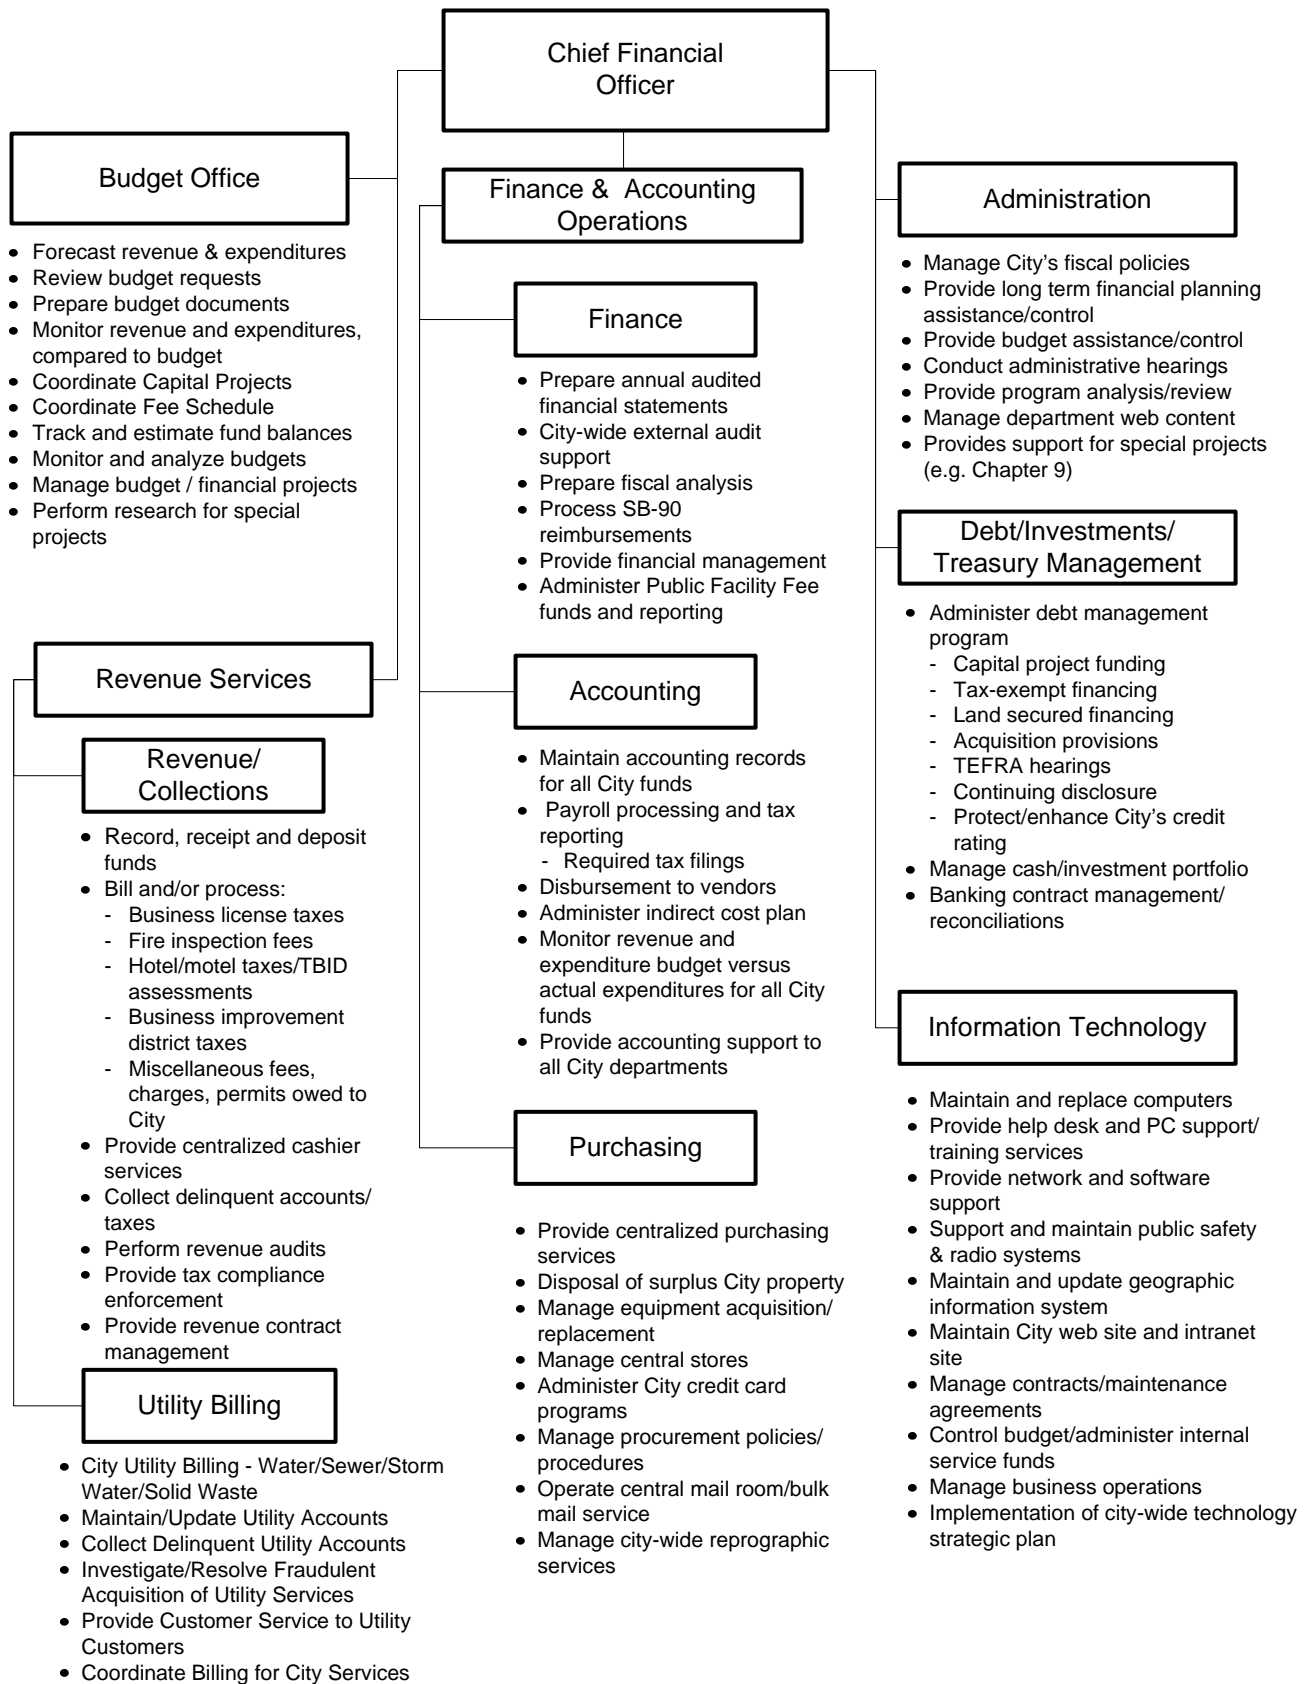 Chief Financial
Officer
Budget Office
• Forecast revenue & expenditures
• Review budget requests
• Prepare budget documents
• Monitor revenue and expenditures,
compared to budget
• Coordinate Capital Projects
• Coordinate Fee Schedule
• Track and estimate fund balances
• Monitor and analyze budgets
• Manage budget / financial projects
• Perform research for special
projects
Revenue Services
Revenue/
Collections
• Record, receipt and deposit
funds
• Bill and/or process:
- Business license taxes
- Fire inspection fees
- Hotel/motel taxes/TBID
assessments
- Business improvement
district taxes
- Miscellaneous fees,
charges, permits owed to
City
• Provide centralized cashier
services
• Collect delinquent accounts/
taxes
• Perform revenue audits
• Provide tax compliance
enforcement
• Provide revenue contract
management
Utility Billing
• City Utility Billing - Water/Sewer/Storm
Water/Solid Waste
• Maintain/Update Utility Accounts
• Collect Delinquent Utility Accounts
• Investigate/Resolve Fraudulent
Acquisition of Utility Services
• Provide Customer Service to Utility
Customers
• Coordinate Billing for City Services
Finance & Accounting
Operations
Finance
• Prepare annual audited
financial statements
• City-wide external audit
support
• Prepare fiscal analysis
• Process SB-90
reimbursements
• Provide financial management
• Administer Public Facility Fee
funds and reporting
Accounting
• Maintain accounting records
for all City funds
• Payroll processing and tax
reporting
- Required tax filings
• Disbursement to vendors
• Administer indirect cost plan
• Monitor revenue and
expenditure budget versus
actual expenditures for all City
funds
• Provide accounting support to
all City departments
Purchasing
• Provide centralized purchasing
services
• Disposal of surplus City property
• Manage equipment acquisition/
replacement
• Manage central stores
• Administer City credit card
programs
• Manage procurement policies/
procedures
• Operate central mail room/bulk
mail service
• Manage city-wide reprographic
services
Administration
• Manage City’s fiscal policies
• Provide long term financial planning
assistance/control
• Provide budget assistance/control
• Conduct administrative hearings
• Provide program analysis/review
• Manage department web content
• Provides support for special projects
(e.g. Chapter 9)
Debt/Investments/
Treasury Management
• Administer debt management
program
- Capital project funding
- Tax-exempt financing
- Land secured financing
- Acquisition provisions
- TEFRA hearings
- Continuing disclosure
- Protect/enhance City’s credit
rating
• Manage cash/investment portfolio
• Banking contract management/
reconciliations
Information Technology
• Maintain and replace computers
• Provide help desk and PC support/
training services
• Provide network and software
support
• Support and maintain public safety
& radio systems
• Maintain and update geographic
information system
• Maintain City web site and intranet
site
• Manage contracts/maintenance
agreements
• Control budget/administer internal
service funds
• Manage business operations
• Implementation of city-wide technology
strategic plan